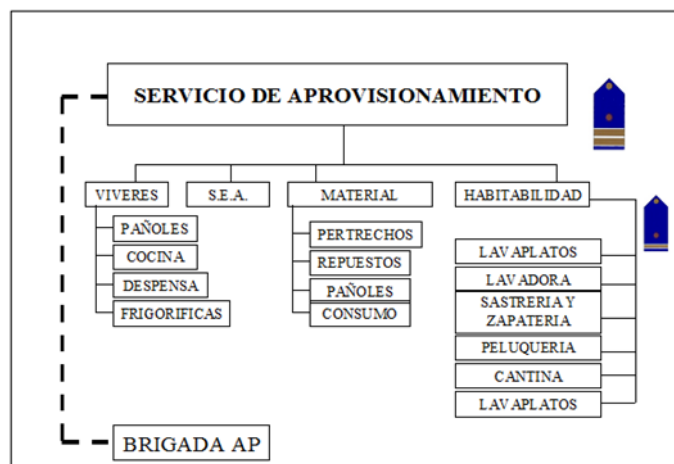 SERVICIO DE APROVISIONAMIENTO
VIVERES
S.E.A.
MATERIAL
HABITABILIDAD
PAÑOLES
COCINA
DESPENSA
FRIGORIFICAS
PERTRECHOS
REPUESTOS
PAÑOLES
CONSUMO
LAVAPLATOS
LAVADORA
SASTRERIA Y
ZAPATERIA
PELUQUERIA
CANTINA
LAVAPLATOS
BRIGADA AP